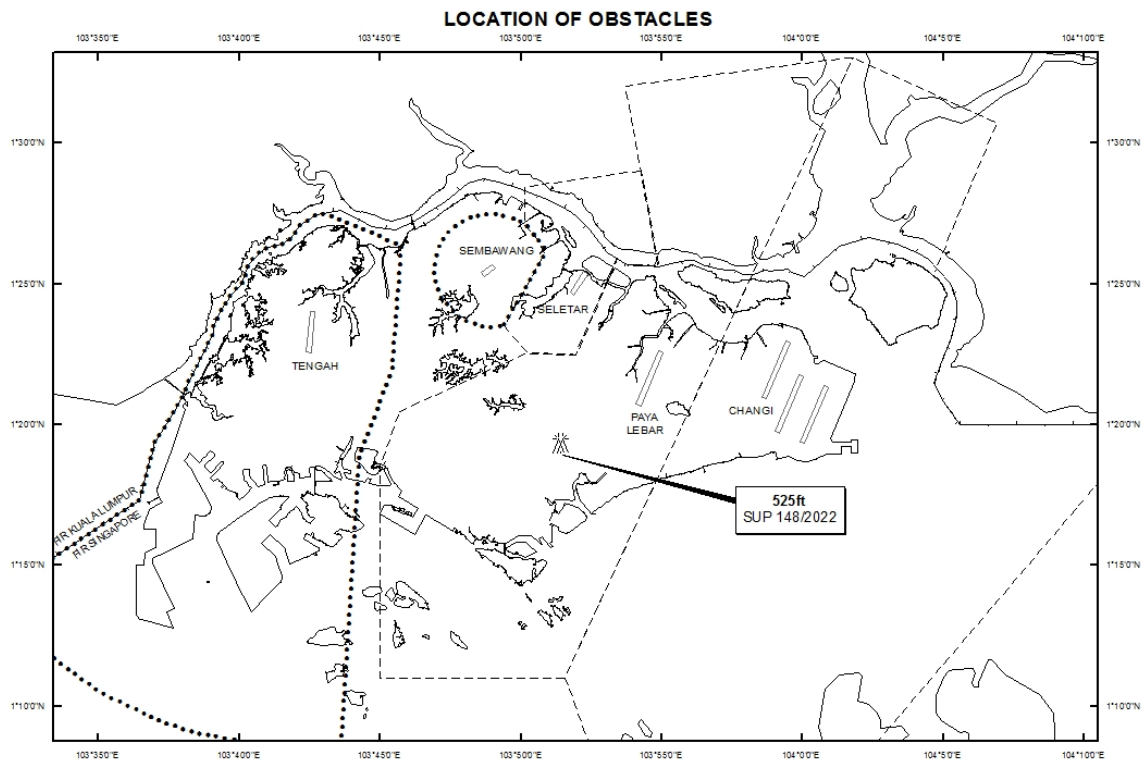 LOCATION OF OBSTACLES
103°35'0"E 103°40'0"E 103°45'0"E 103°50'0"E 103°55'0"E 104°0'0"E 104°5'0"E 104°10'0"E
1°30'0"N 1°30'0"N
SEMBAWANG
1°25'0"N 1°25'0"N
SELETAR
TENGAH
PAYA
LEBAR
CHANGI
1°20'0"N 1°20'0"N
525ft
SUP 148/2022
FIR KUALA LUMPUR
FIR SINGAPORE
1°15'0"N 1°15'0"N
1°10'0"N 1°10'0"N
103°35'0"E 103°40'0"E 103°45'0"E 103°50'0"E 103°55'0"E 104°0'0"E 104°5'0"E 104°10'0"E